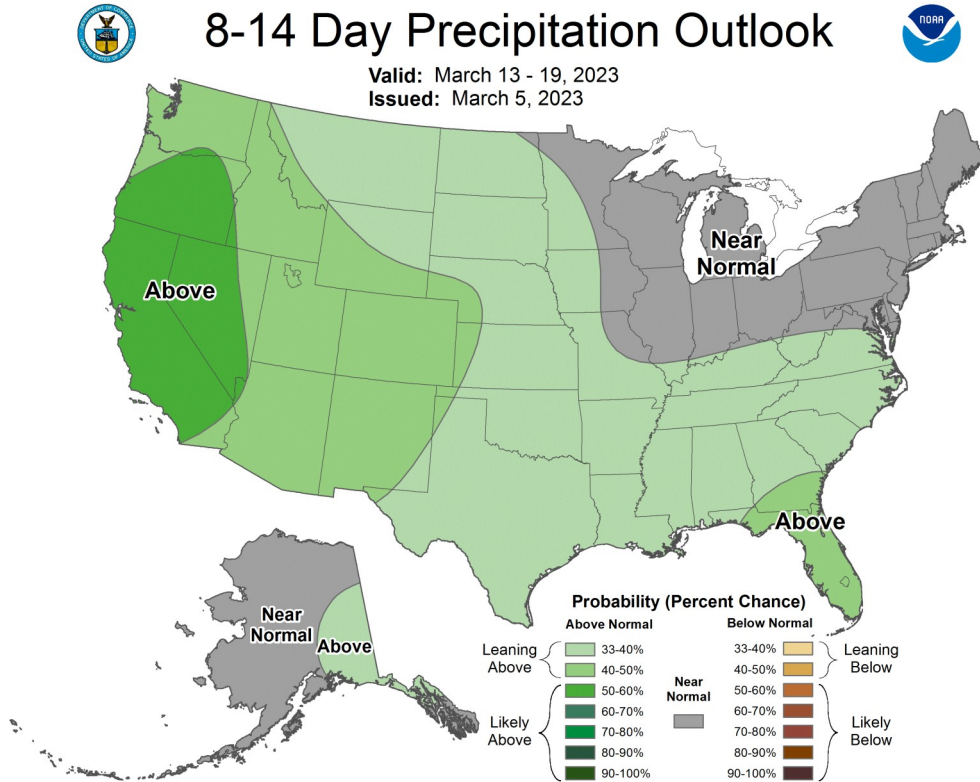 8-14 Day Precipitation Outlook
NOAA
Valid: March 13 - 19, 2023
Issued: March 5, 2023
Above
Near
Normal
Above
Near
Normal
Above
Probability (Percent Chance)
Above Normal
Below Normal
Leaning
Above
33-40%
40-50%
Likely
Above
50-60%
60-70%
70-80%
80-90%
90-100%
Near
Normal
33-40%
40-50%
Leaning
Below
50-60%
60-70%
70-80%
80-90%
90-100%
Likely
Below